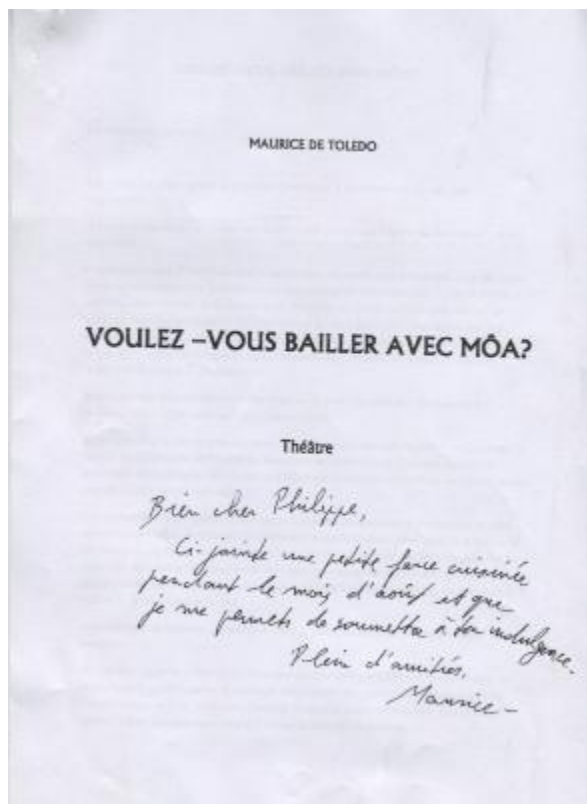 MAURICE DE TOLEDO
VOULEZ –VOUS BAILLER AVEC MÔA?
Théâtre
Bien cher Philippe,
Ci-jointe une petite farce cuisinée
pendant le mois d'août et que
je me permets de soumettre à ton indulgence.
Plein d'amitiés,
Maurice –